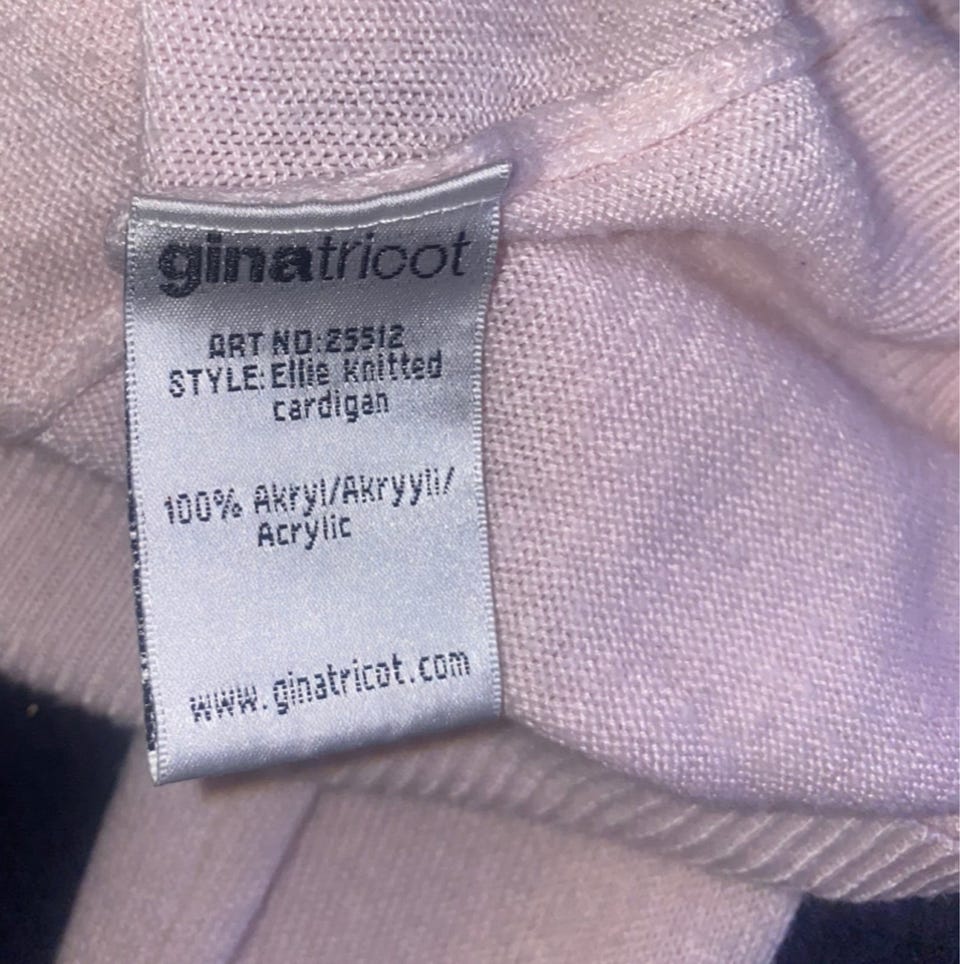 ginatricot
ART NO:25512
STYLE:Ellie knitted
cardigan
100% Akryl/Akryyli/
Acrylic
www.ginatricot.com